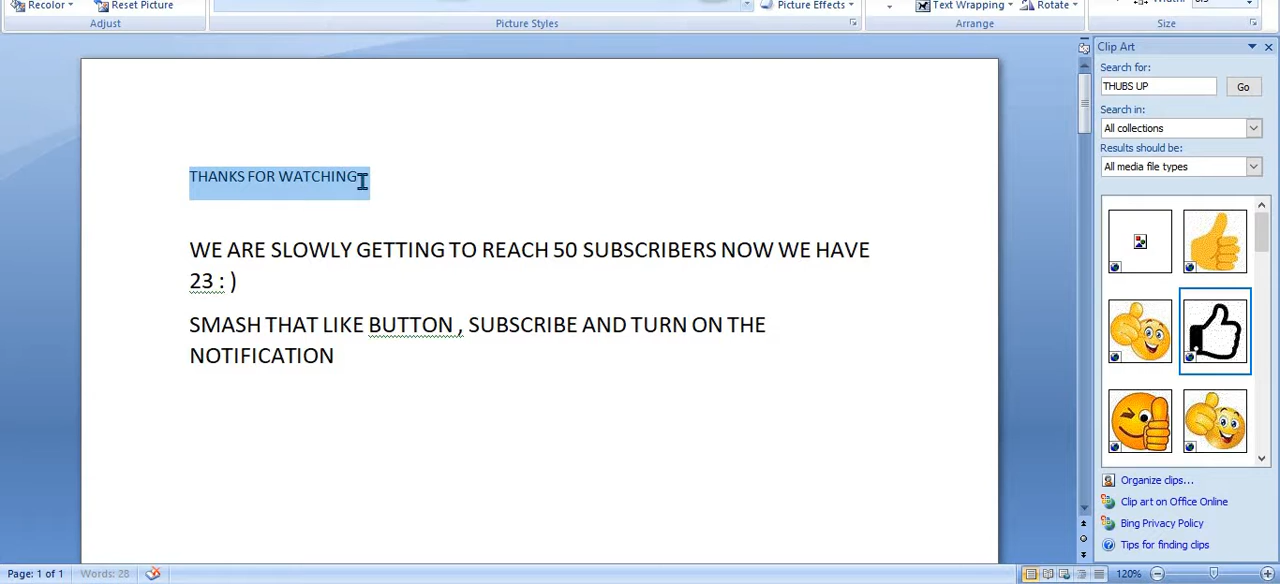 Recolor
Reset Picture
Picture Effects
Text Wrapping
Rotate
Adjust
Picture Styles
Arrange
Size
Clip Art
Search for:
THUBS UP
Go
Search in:
All collections
Results should be:
All media file types
THANKS FOR WATCHING
WE ARE SLOWLY GETTING TO REACH 50 SUBSCRIBERS NOW WE HAVE
23 : )
SMASH THAT LIKE BUTTON , SUBSCRIBE AND TURN ON THE
NOTIFICATION
Organize clips...
Clip art on Office Online
Bing Privacy Policy
Tips for finding clips
Page: 1 of 1
Words: 28
120%